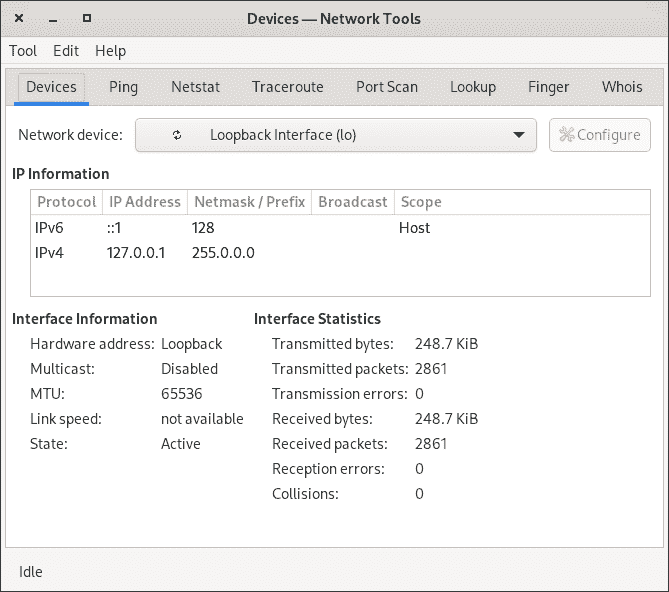 Devices — Network Tools
Tool Edit Help
Devices Ping Netstat Traceroute Port Scan Lookup Finger Whois
Network device: Loopback Interface (lo) Configure
IP Information
Protocol IP Address Netmask / Prefix Broadcast Scope
IPv6 ::1 128 Host
IPv4 127.0.0.1 255.0.0.0
Interface Information Interface Statistics
Hardware address: Loopback Transmitted bytes: 248.7 KiB
Multicast: Disabled Transmitted packets: 2861
MTU: 65536 Transmission errors: 0
Link speed: not available Received bytes: 248.7 KiB
State: Active Received packets: 2861
Reception errors: 0
Collisions: 0
Idle